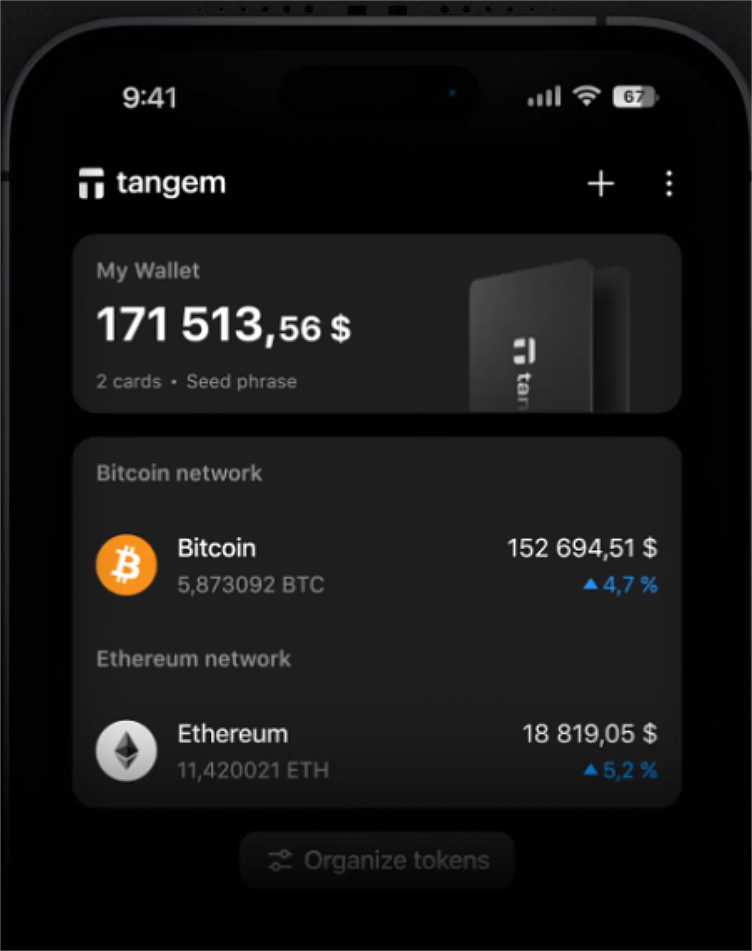 9:41
67
tangem
My Wallet
171 513,56 $
2 cards • Seed phrase
tan
Bitcoin network
Bitcoin
152 694,51 $
5,873092 BTC
4,7 %
Ethereum network
Ethereum
18 819,05 $
11,420021 ETH
5,2 %
Organize tokens